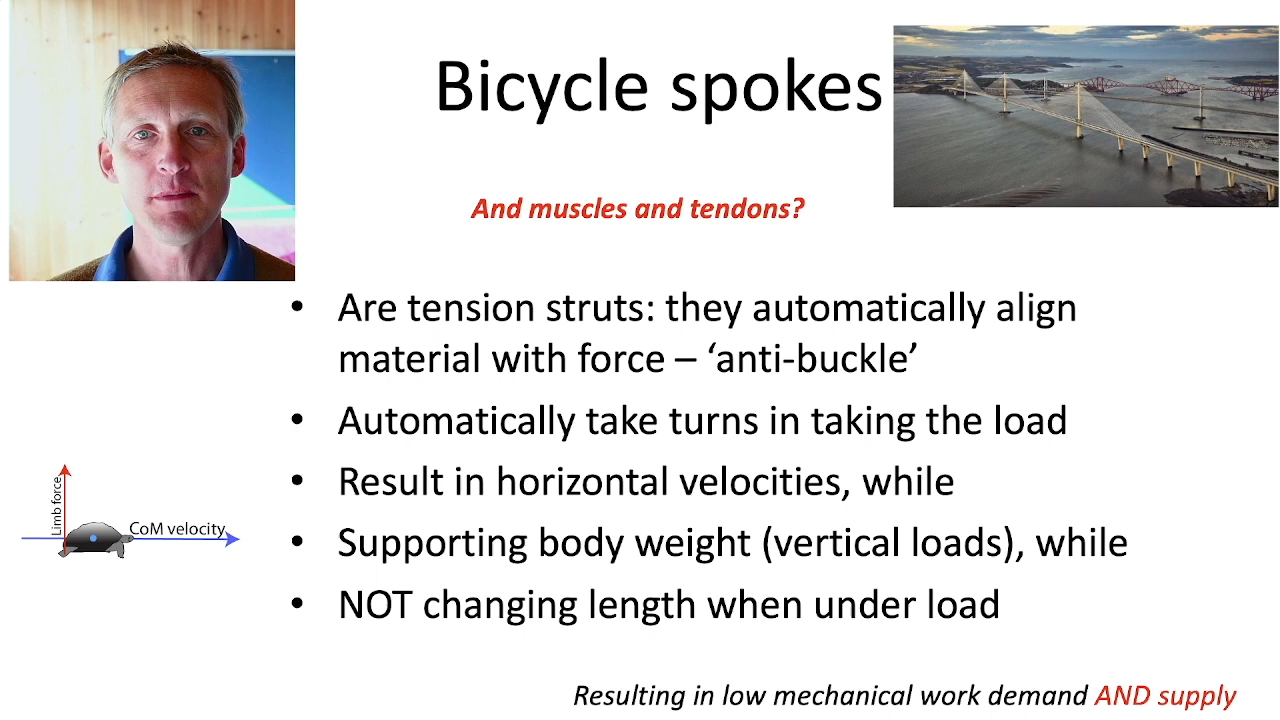 Bicycle spokes
And muscles and tendons?
• Are tension struts: they automatically align
material with force – ‘anti-buckle’
• Automatically take turns in taking the load
• Result in horizontal velocities, while
• Supporting body weight (vertical loads), while
• NOT changing length when under load
Limb force
CoM velocity
Resulting in low mechanical work demand AND supply